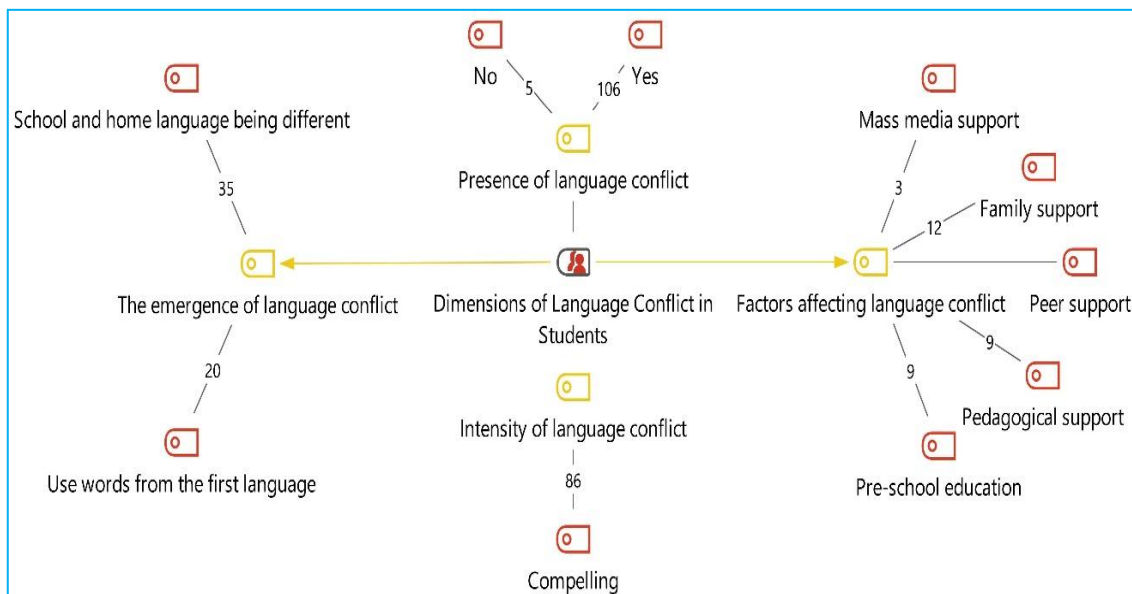 No
Yes
5
106
School and home language being different
Mass media support
Presence of language conflict
35
3
Family support
12
The emergence of language conflict
Dimensions of Language Conflict in
Students
Factors affecting language conflict
Peer support
20
9
9
Intensity of language conflict
Pedagogical support
86
Use words from the first language
Pre-school education
Compelling